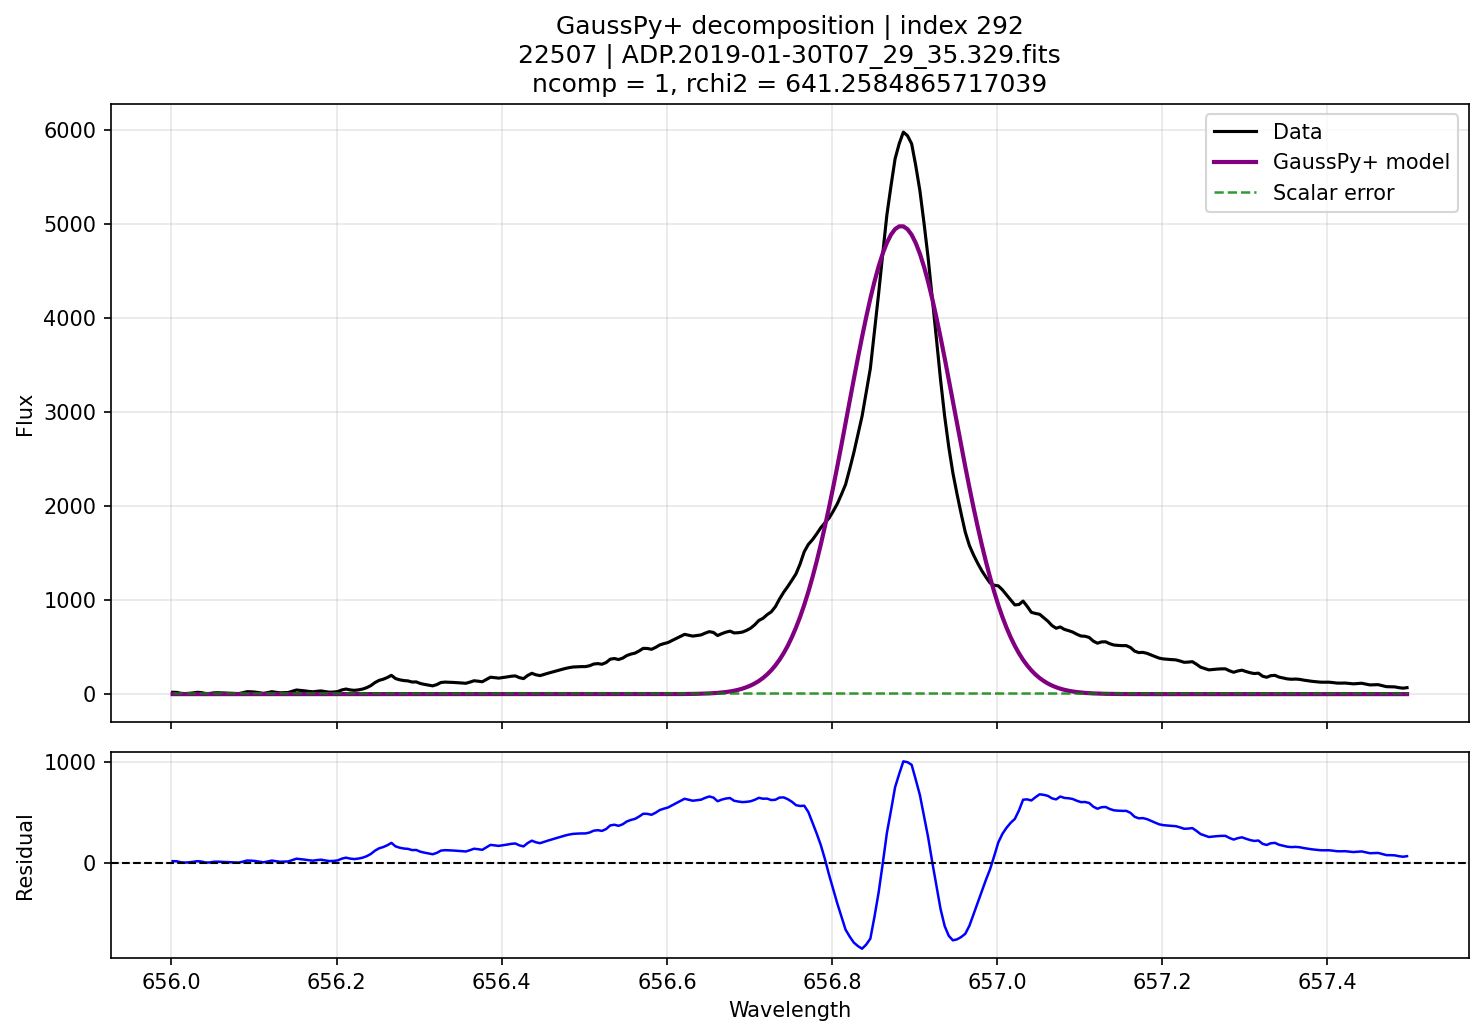 GaussPy+ decomposition | index 292
22507 | ADP.2019-01-30T07_29_35.329.fits
ncomp = 1, rchi2 = 641.2584865717039
Data
GaussPy+ model
Scalar error
6000
5000
4000
3000
2000
1000
0
Flux
1000
0
Residual
656.0 656.2 656.4 656.6 656.8 657.0 657.2 657.4
Wavelength